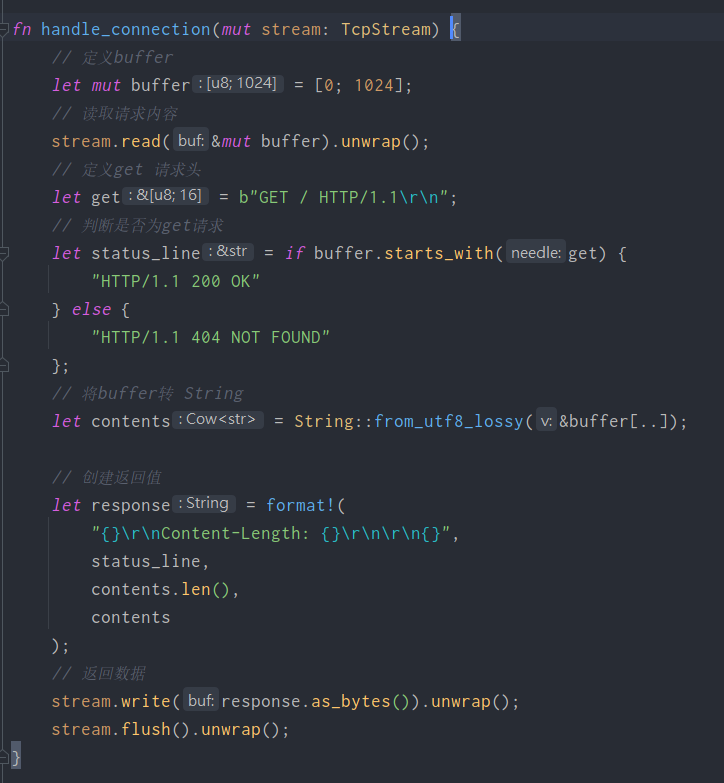 fn handle_connection(mut stream: TcpStream) {
// 定义buffer
let mut buffer: [u8; 1024] = [0; 1024];
// 读取请求内容
stream.read(buf: &mut buffer).unwrap();
// 定义get 请求头
let get: &[u8; 16] = b"GET / HTTP/1.1\r\n";
// 判断是否为get请求
let status_line: &str = if buffer.starts_with(needle: get) {
"HTTP/1.1 200 OK"
} else {
"HTTP/1.1 404 NOT FOUND"
};
// 将buffer转 String
let contents: Cow<str> = String::from_utf8_lossy(v: &buffer[..]);
// 创建返回值
let response: String = format!(
"{}\r\nContent-Length: {}\r\n\r\n{}",
status_line,
contents.len(),
contents
);
// 返回数据
stream.write(buf: response.as_bytes()).unwrap();
stream.flush().unwrap();
}